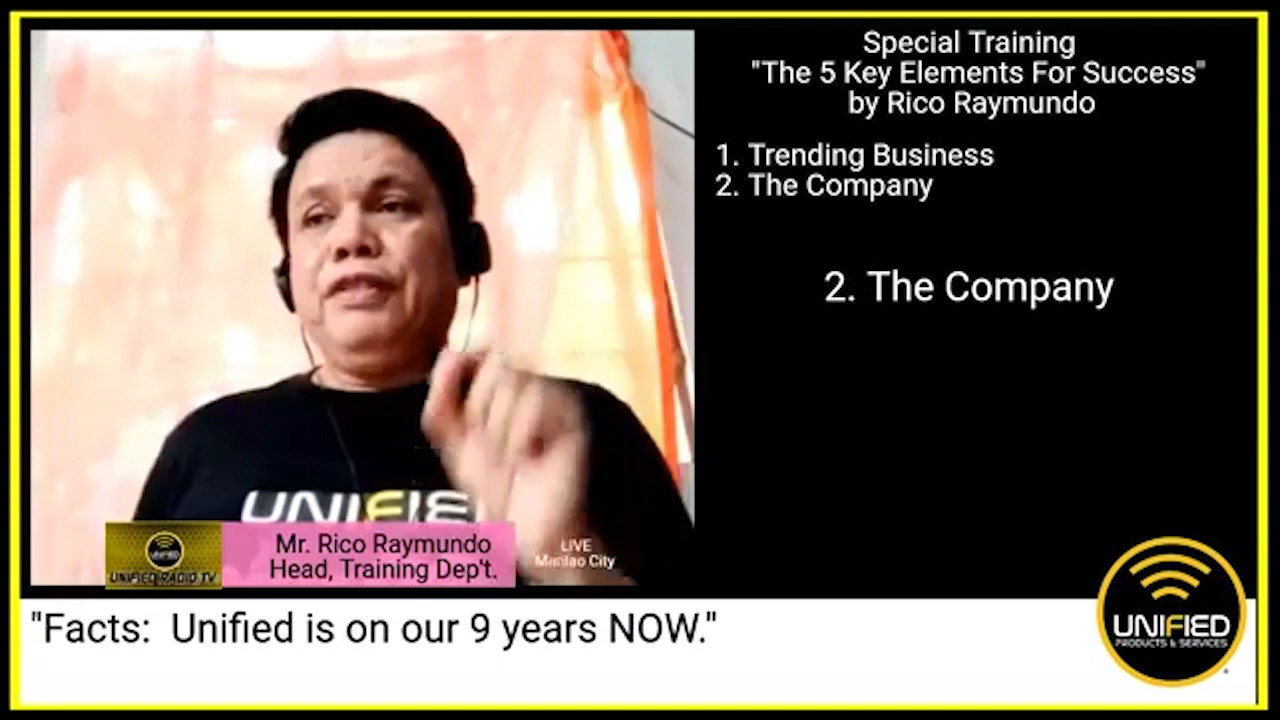 Special Training
"The 5 Key Elements For Success"
by Rico Raymundo
1. Trending Business
2. The Company
2. The Company
UNIFIE
UNIFIED
UNIFIED RADIO TV
Mr. Rico Raymundo
Head, Training Dep't.
LIVE
Marilao City
"Facts:  Unified is on our 9 years NOW."
UNIFIED
PRODUCTS & SERVICES